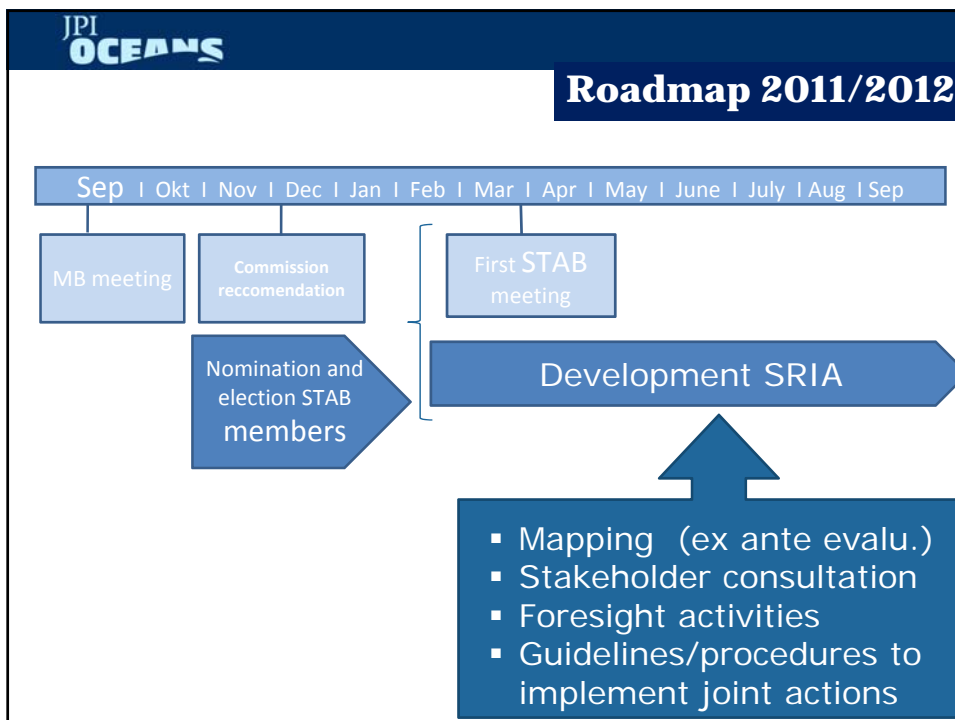 JPI
OCEANS
Roadmap 2011/2012
Sep I Okt I Nov I Dec I Jan I Feb I Mar I Apr I May I June I July I Aug I Sep
MB meeting
Commission
reccomendation
First STAB
meeting
Nomination and
election STAB
members
Development SRIA
▪ Mapping (ex ante evalu.)
▪ Stakeholder consultation
▪ Foresight activities
▪ Guidelines/procedures to
implement joint actions